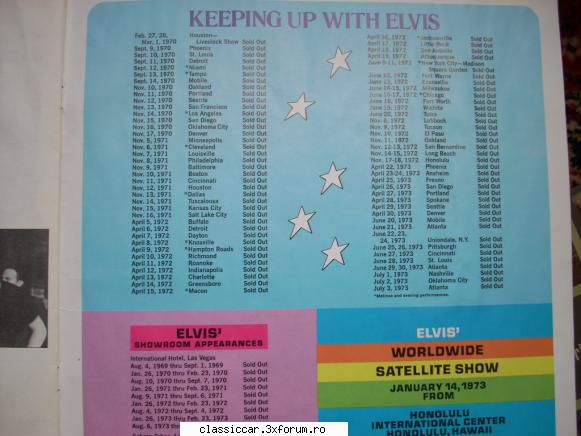 KEEPING UP WITH ELVIS
Feb. 27, 28, Houston—
Mar. 1, 1970 Livestock Show Sold Out
Sept. 9, 1970 Phoenix Sold Out
Sept. 10, 1970 St. Louis Sold Out
Sept. 11, 1970 Detroit Sold Out
Sept. 12, 1970 *Miami Sold Out
Sept. 13, 1970 *Tampa Sold Out
Sept. 14, 1970 Mobile Sold Out
Nov. 10, 1970 Oakland Sold Out
Nov. 11, 1970 Portland Sold Out
Nov. 12, 1970 Seattle Sold Out
Nov. 13, 1970 San Francisco Sold Out
Nov. 14, 1970 *Los Angeles Sold Out
Nov. 15, 1970 San Diego Sold Out
Nov. 16, 1970 Oklahoma City Sold Out
Nov. 17, 1970 Denver Sold Out
Nov. 5, 1971 Minneapolis Sold Out
Nov. 6, 1971 *Cleveland Sold Out
Nov. 7, 1971 Louisville Sold Out
Nov. 8, 1971 Philadelphia Sold Out
Nov. 9, 1971 Baltimore Sold Out
Nov. 10, 1971 Boston Sold Out
Nov. 11, 1971 Cincinnati Sold Out
Nov. 12, 1971 Houston Sold Out
Nov. 13, 1971 *Dallas Sold Out
Nov. 14, 1971 Tuscaloosa Sold Out
Nov. 15, 1971 Kansas City Sold Out
Nov. 16, 1971 Salt Lake City Sold Out
April 5, 1972 Buffalo Sold Out
April 6, 1972 Detroit Sold Out
April 7, 1972 Dayton Sold Out
April 8, 1972 *Knoxville Sold Out
April 9, 1972 *Hampton Roads Sold Out
April 10, 1972 Richmond Sold Out
April 11, 1972 Roanoke Sold Out
April 12, 1972 Indianapolis Sold Out
April 13, 1972 Charlotte Sold Out
April 14, 1972 Greensboro Sold Out
April 15, 1972 *Macon Sold Out
April 16, 1972 *Jacksonville Sold Out
April 17, 1972 Little Rock Sold Out
April 18, 1972 San Antonio Sold Out
April 19, 1972 Albuquerque Sold Out
June 9-11, 1972 *New York City—Madison
Square Garden Sold Out
June 12, 1972 Fort Wayne Sold Out
June 13, 1972 Evansville Sold Out
June 14-15, 1972 Milwaukee Sold Out
June 16-17, 1972 *Chicago Sold Out
June 18, 1972 Fort Worth Sold Out
June 19, 1972 Wichita Sold Out
June 20, 1972 Tulsa Sold Out
Nov. 8, 1972 Lubbock Sold Out
Nov. 9, 1972 Tucson Sold Out
Nov. 10, 1972 El Paso Sold Out
Nov. 11, 1972 Oakland Sold Out
Nov. 12-13, 1972 San Bernardino Sold Out
Nov. 14-15, 1972 Long Beach Sold Out
Nov. 17-18, 1972 Honolulu Sold Out
April 22, 1973 Phoenix Sold Out
April 23-24, 1973 Anaheim Sold Out
April 25, 1973 Fresno Sold Out
April 26, 1973 San Diego Sold Out
April 27, 1973 Portland Sold Out
April 28, 1973 Spokane Sold Out
April 29, 1973 Seattle Sold Out
April 30, 1973 Denver Sold Out
June 20, 1973 Mobile Sold Out
June 21, 1973 Atlanta Sold Out
June 22, 23,
24, 1973 Uniondale, N.Y. Sold Out
June 25, 26, 1973 Pittsburgh Sold Out
June 27, 1973 Cincinnati Sold Out
June 28, 1973 St. Louis Sold Out
June 29, 30, 1973 Atlanta Sold Out
July 1, 1973 Nashville Sold Out
July 2, 1973 Oklahoma City Sold Out
July 3, 1973 Atlanta Sold Out
*Matinee and evening performances.
ELVIS'
SHOWROOM APPEARANCES
International Hotel, Las Vegas
Aug. 4, 1969 thru Sept. 1, 1969 Sold Out
Jan. 26, 1970 thru Feb. 23, 1970 Sold Out
Aug. 10, 1970 thru Sept. 7, 1970 Sold Out
Jan. 26, 1971 thru Feb. 23, 1971 Sold Out
Aug. 9, 1971 thru Sept. 6, 1971 Sold Out
Jan. 26, 1972 thru Feb. 23, 1972 Sold Out
Aug. 4, 1972 thru Sept. 4, 1972 Sold Out
Jan. 26, 1973 thru Feb. 23, 1973 Sold Out
Aug. 6, 1973 thru
ELVIS'
WORLDWIDE
SATELLITE SHOW
JANUARY 14, 1973
FROM
HONOLULU
INTERNATIONAL CENTER
HONOLULU, HAWAII
classiccar.3xforum.ro